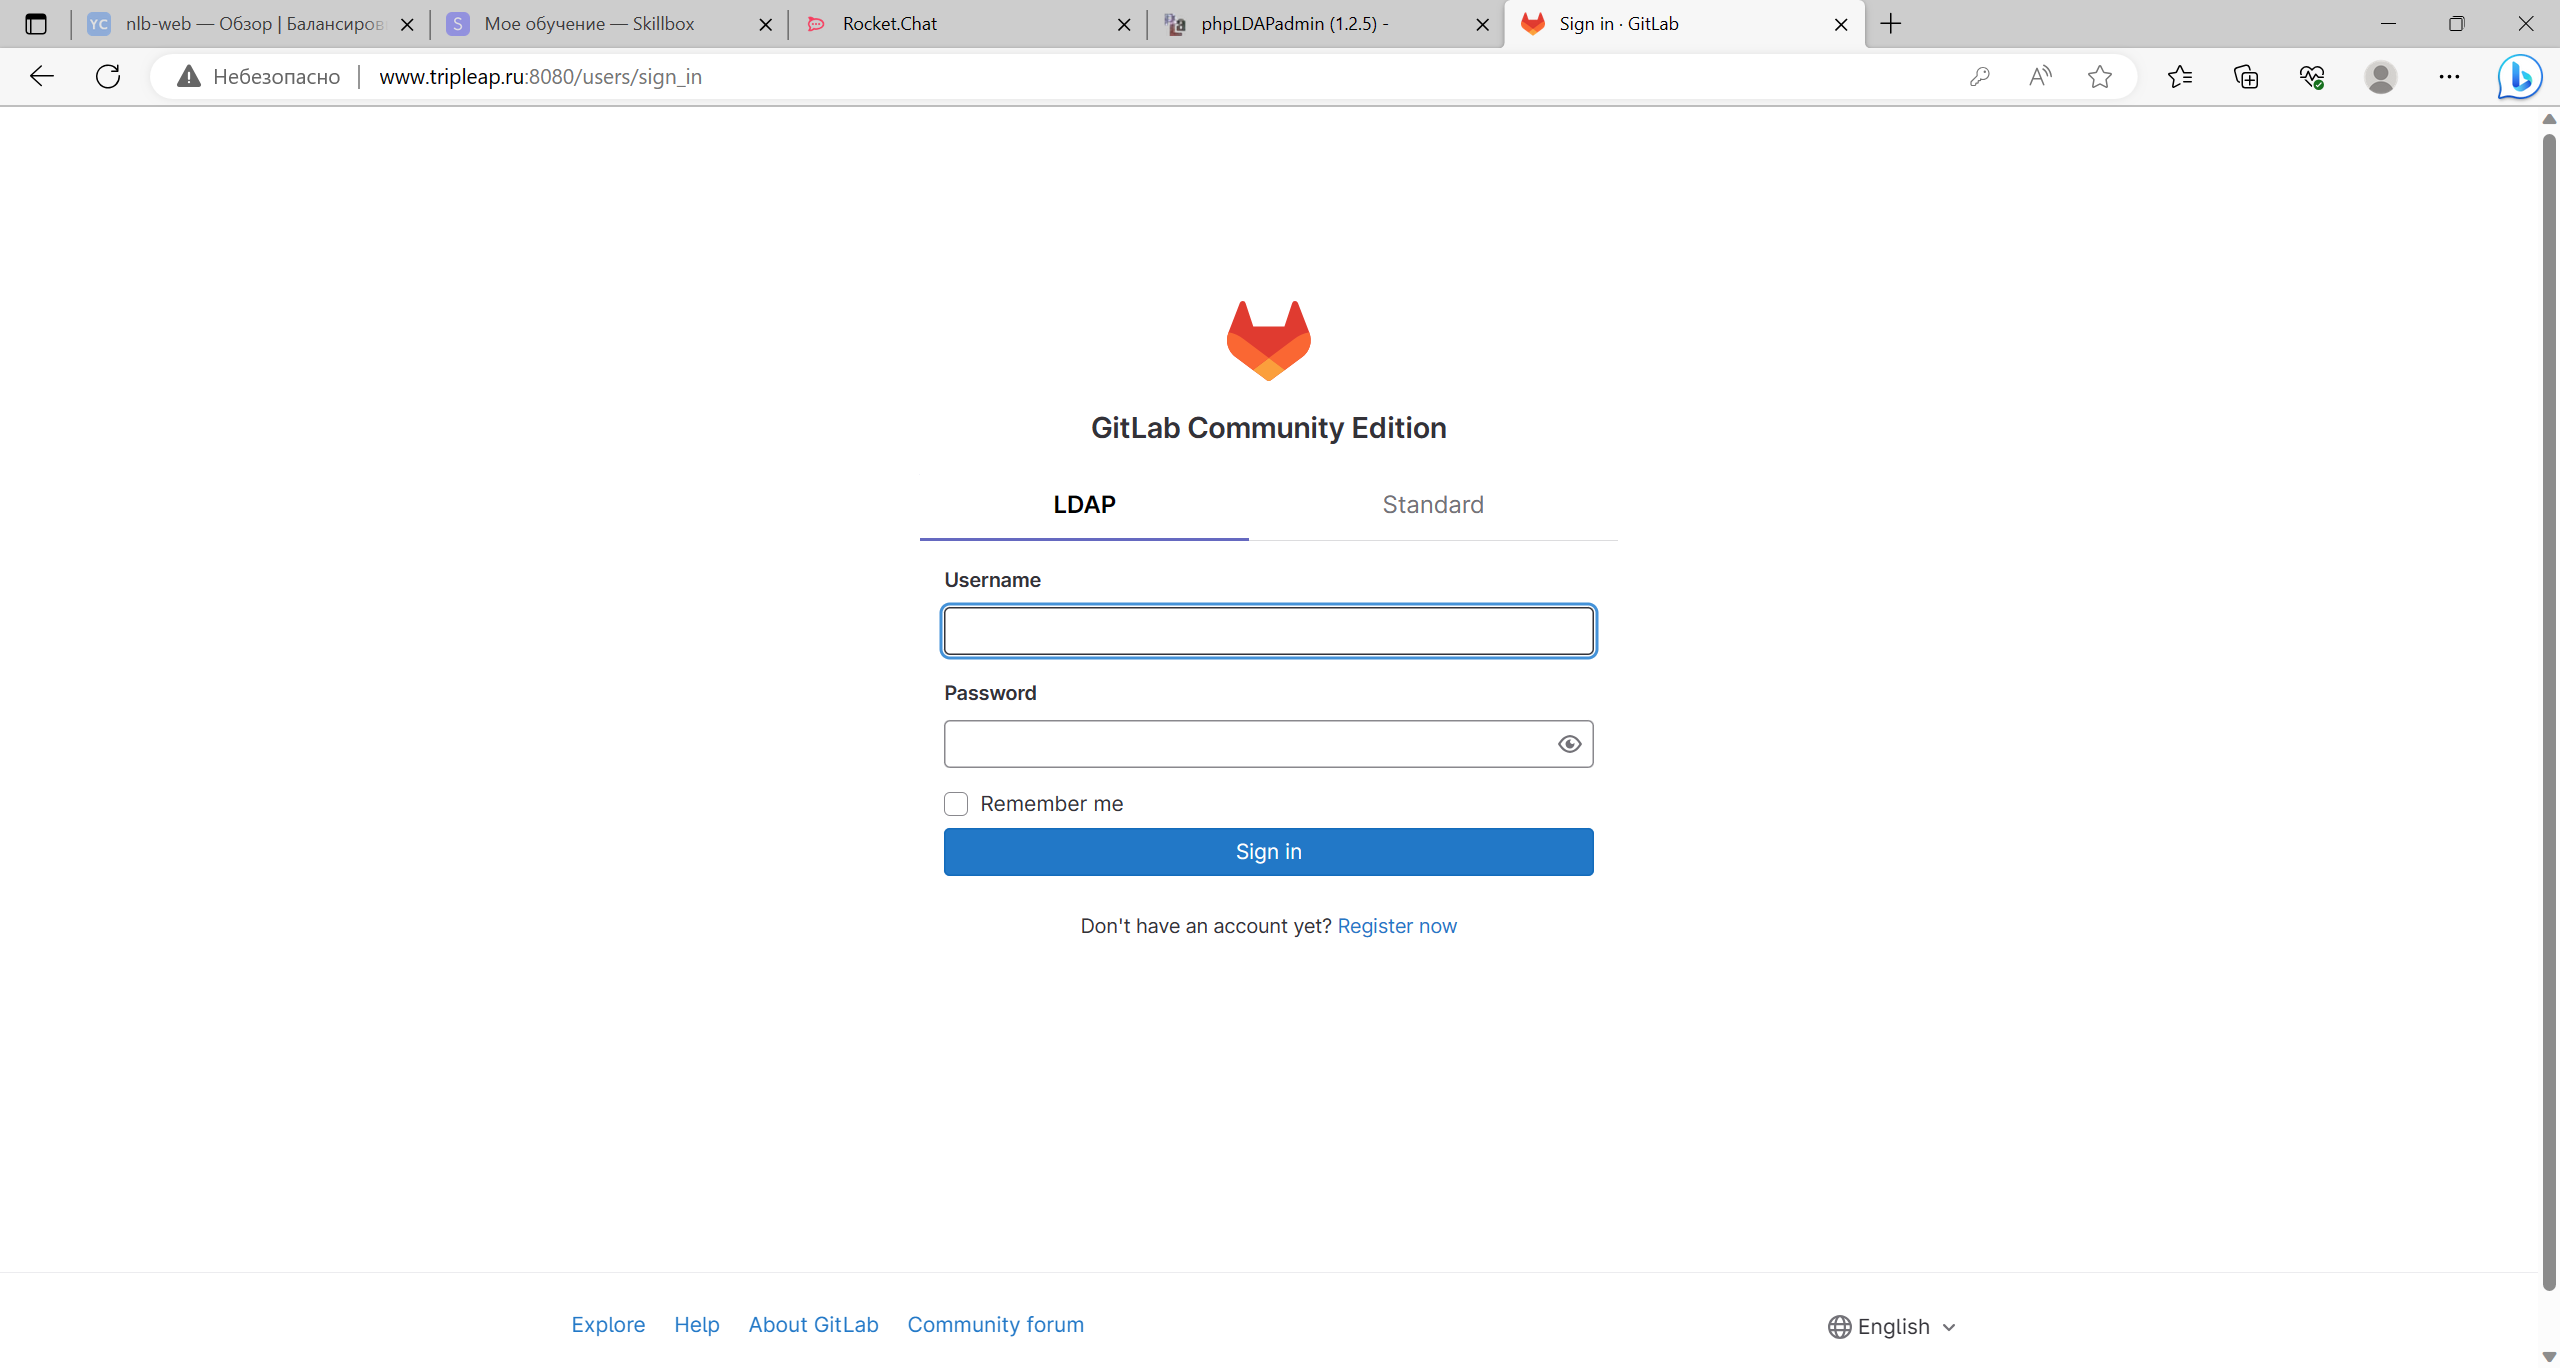 YC nlb-web — Обзор | Балансиров
S Мое обучение — Skillbox
Rocket.Chat
phpLDAPadmin (1.2.5) -
Sign in · GitLab
Небезопасно | www.tripleap.ru:8080/users/sign_in
GitLab Community Edition
LDAP
Standard
Username
Password
Remember me
Sign in
Don't have an account yet? Register now
Explore Help About GitLab Community forum
English